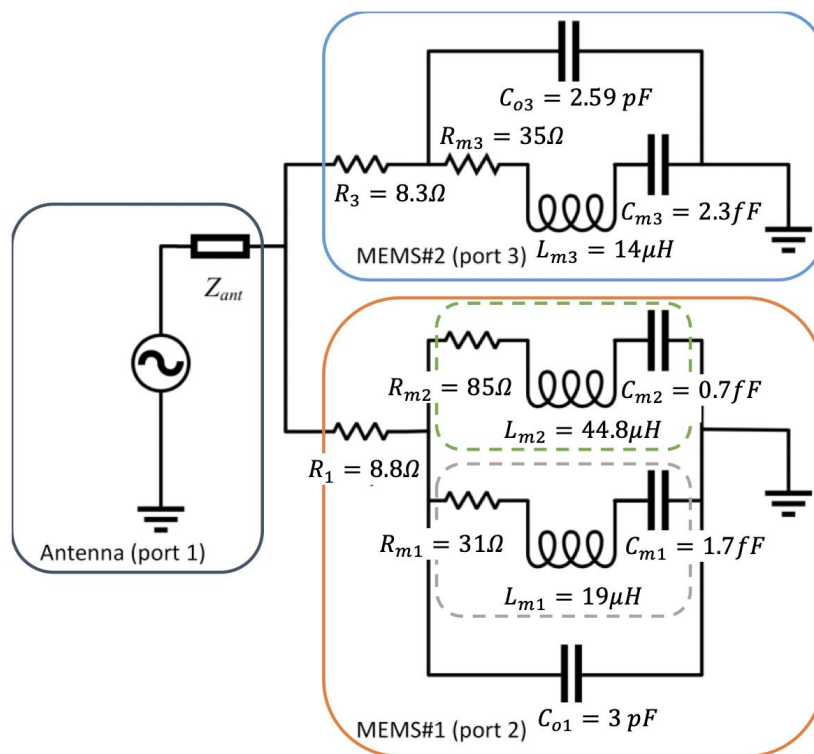 C_{o3} = 2.59 pF
R_{m3} = 35Ω
R_3 = 8.3Ω
C_{m3} = 2.3fF
L_{m3} = 14μH
MEMS#2 (port 3)
Z_{ant}
R_{m2} = 85Ω
C_{m2} = 0.7fF
L_{m2} = 44.8μH
R_1 = 8.8Ω
R_{m1} = 31Ω
C_{m1} = 1.7fF
L_{m1} = 19μH
Antenna (port 1)
MEMS#1 (port 2)
C_{o1} = 3 pF